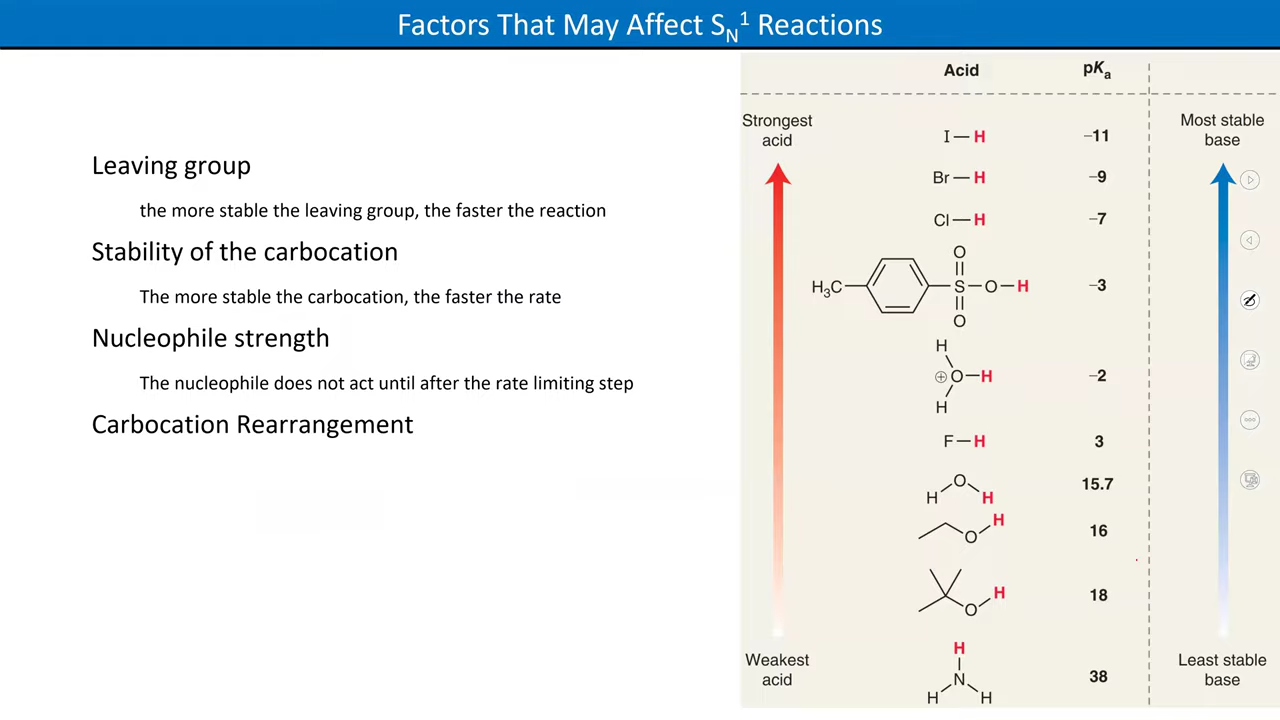 Factors That May Affect SN1 Reactions
Leaving group
the more stable the leaving group, the faster the reaction
Stability of the carbocation
The more stable the carbocation, the faster the rate
Nucleophile strength
The nucleophile does not act until after the rate limiting step
Carbocation Rearrangement
Acid pKa
Strongest
acid
Most stable
base
I—H −11
Br—H −9
Cl—H −7
O
H3C S—O—H −3
O
H
⊕O—H −2
H
F—H 3
O
H H 15.7
H
O 16
H
O 18
H
N
H H 38
Weakest
acid
Least stable
base